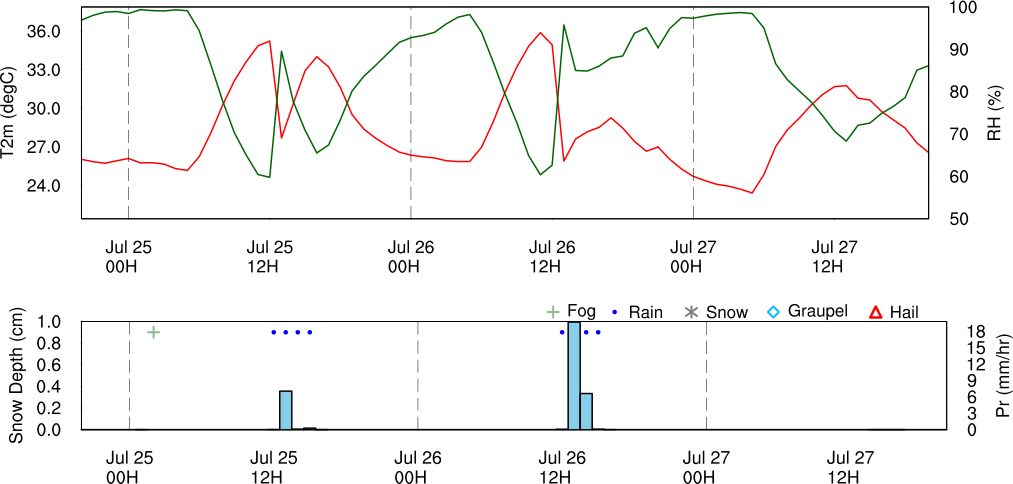 T2m (degC)
36.0
33.0
30.0
27.0
24.0
100
90
80
70
60
50
RH (%)
Jul 25 Jul 25 Jul 26 Jul 26 Jul 27 Jul 27
00H 12H 00H 12H 00H 12H
Fog Rain Snow Graupel Hail
Snow Depth (cm)
1.0
0.8
0.6
0.4
0.2
0.0
18
15
12
9
6
3
0
Pr (mm/hr)
Jul 25 Jul 25 Jul 26 Jul 26 Jul 27 Jul 27
00H 12H 00H 12H 00H 12H